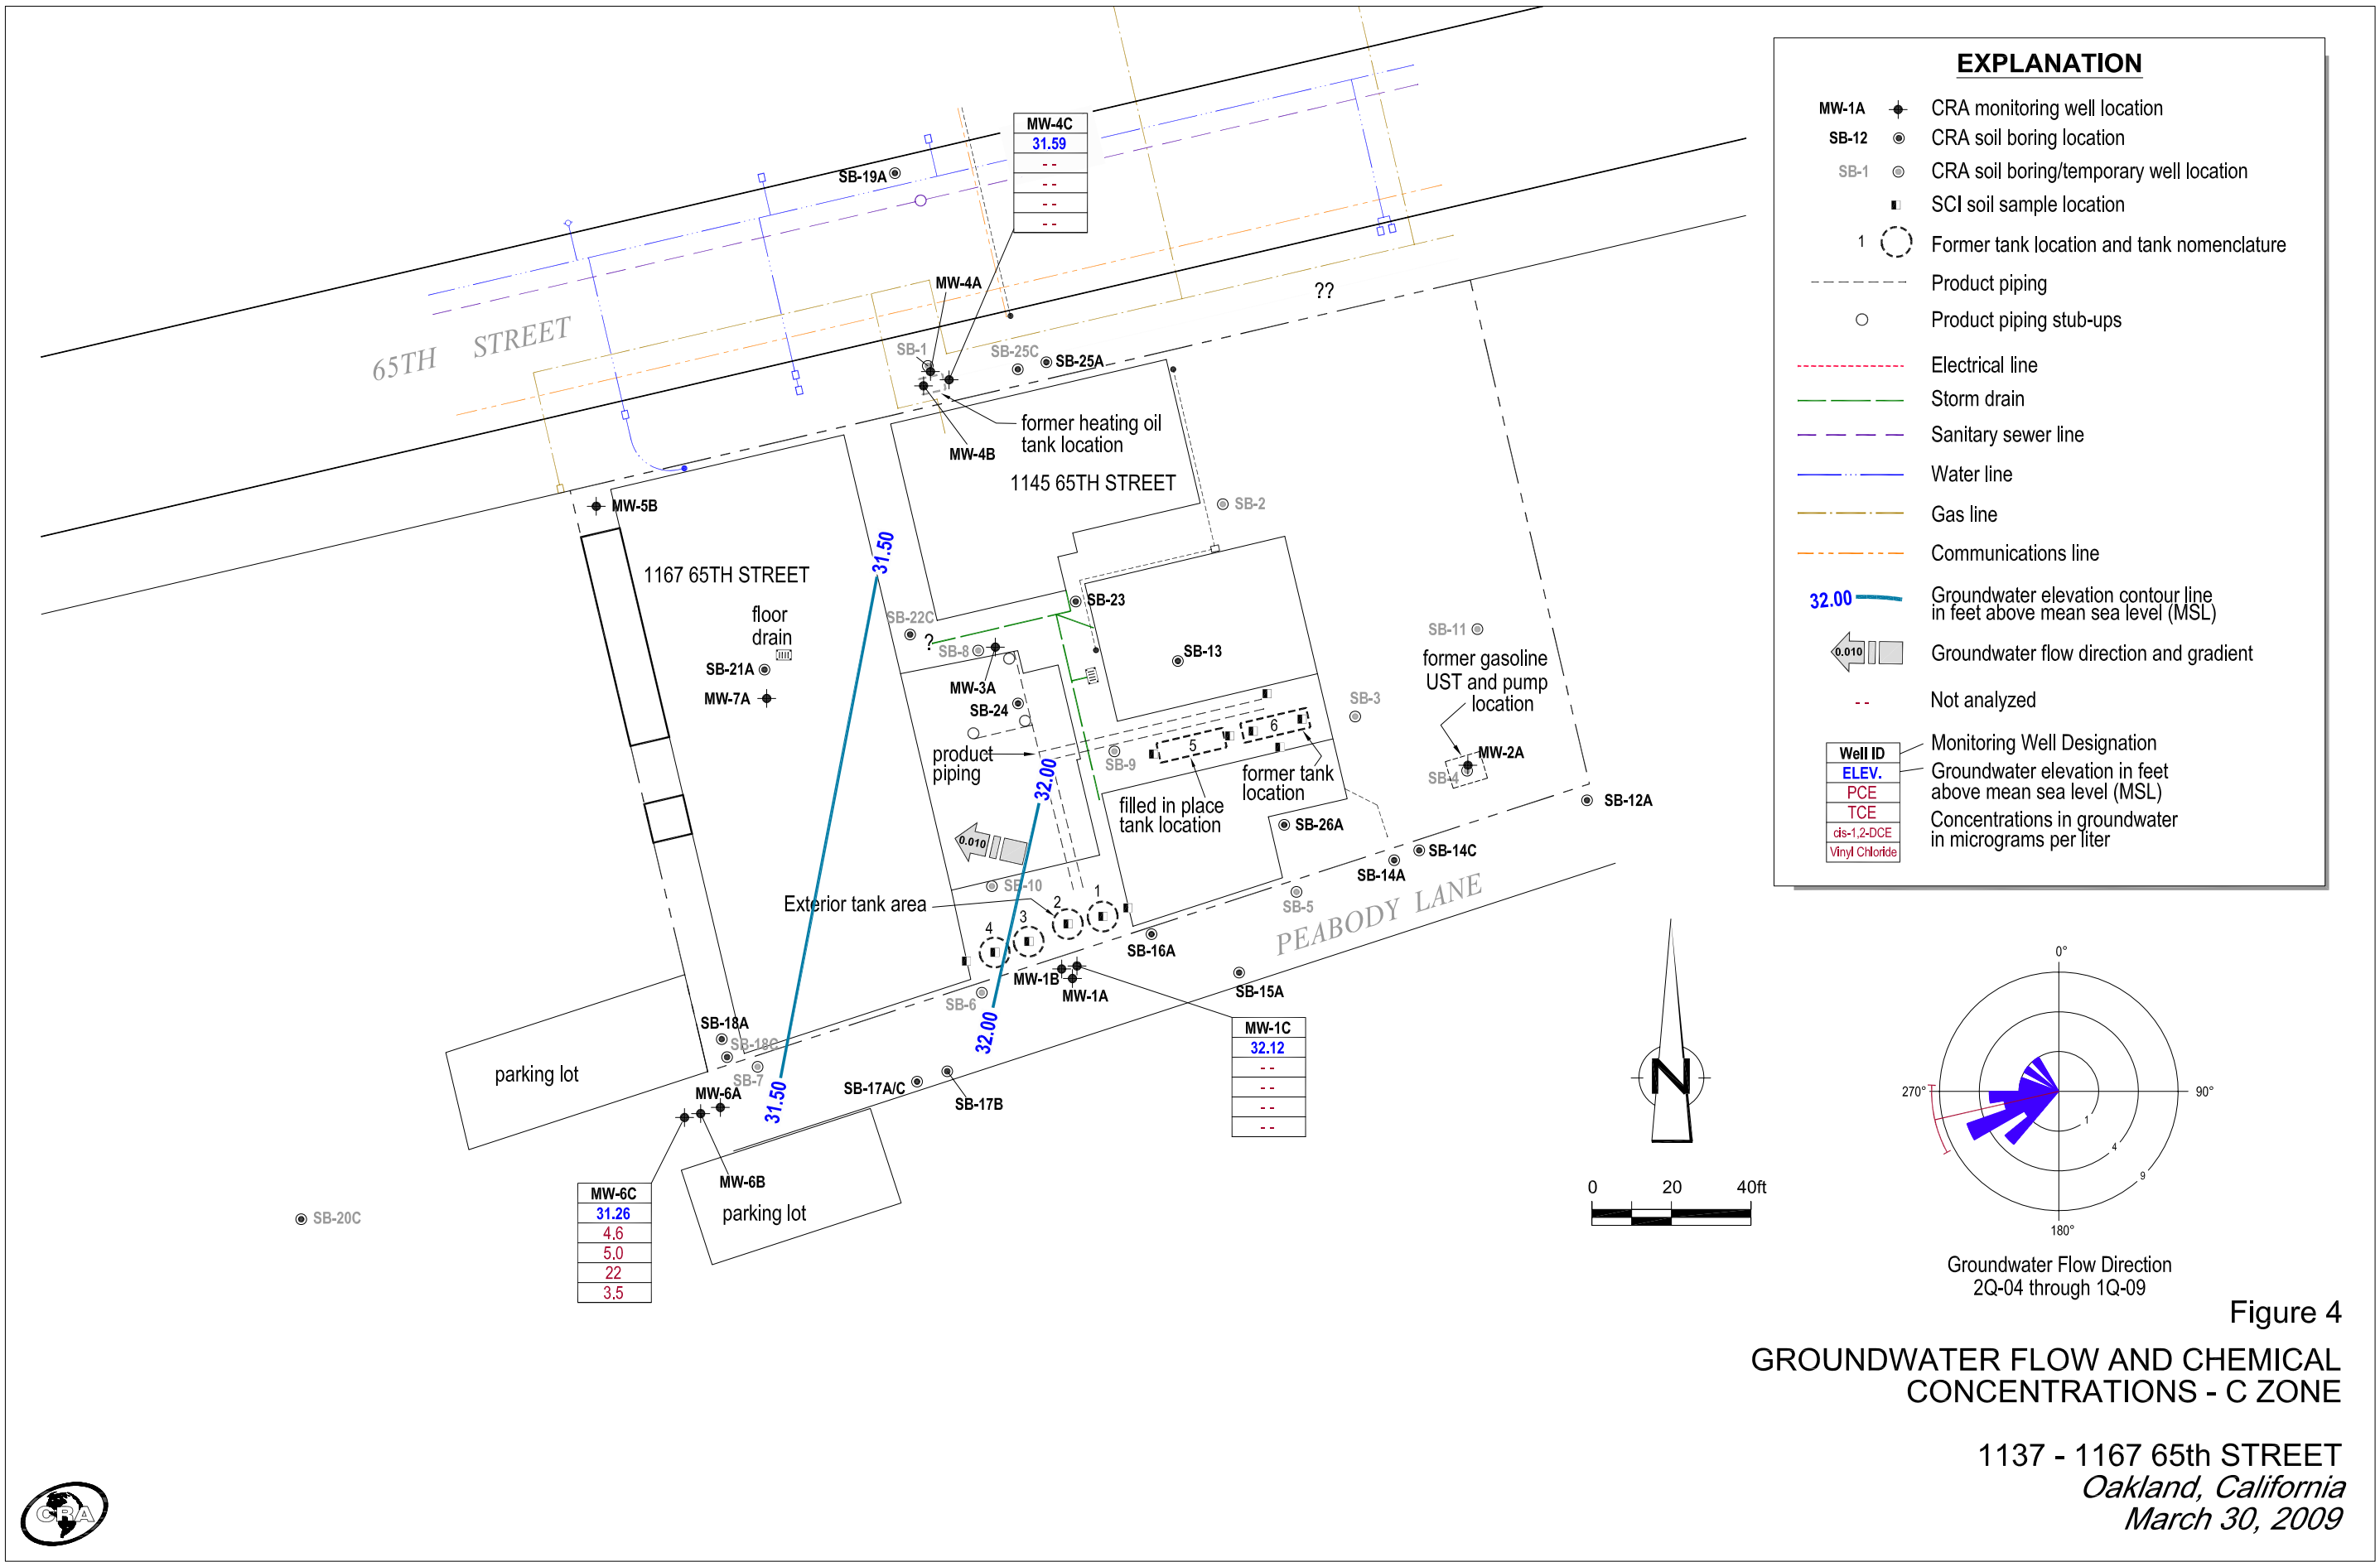 EXPLANATION
MW-1A
CRA monitoring well location
SB-12
CRA soil boring location
SB-1
CRA soil boring/temporary well location
SCI soil sample location
1
Former tank location and tank nomenclature
Product piping
Product piping stub-ups
Electrical line
Storm drain
Sanitary sewer line
Water line
Gas line
Communications line
32.00
Groundwater elevation contour line
in feet above mean sea level (MSL)
0.010
Groundwater flow direction and gradient
- -
Not analyzed
Well ID
ELEV.
PCE
TCE
cis-1,2-DCE
Vinyl Chloride
Monitoring Well Designation
Groundwater elevation in feet
above mean sea level (MSL)
Concentrations in groundwater
in micrograms per liter
MW-4C
31.59
- -
- -
- -
- -
SB-19A
MW-4A
??
65TH STREET
SB-1
SB-25C
SB-25A
former heating oil
tank location
MW-4B
1145 65TH STREET
MW-5B
SB-2
31.50
1167 65TH STREET
floor
drain
SB-22C
SB-23
?
SB-8
SB-21A
MW-7A
MW-3A
SB-24
SB-13
SB-11
former gasoline
UST and pump
location
SB-3
product
piping
5
6
SB-9
former tank
location
filled in place
tank location
MW-2A
SB-4
32.00
SB-12A
SB-26A
0.010
SB-14C
SB-14A
SB-10
SB-5
Exterior tank area
1
2
3
4
PEABODY LANE
SB-16A
MW-1B
MW-1A
SB-15A
SB-6
32.00
MW-1C
32.12
- -
- -
- -
- -
SB-18A
SB-18C
SB-7
31.50
parking lot
MW-6A
SB-17A/C
SB-17B
MW-6B
parking lot
MW-6C
31.26
4.6
5.0
22
3.5
SB-20C
N
0 20 40ft
0°
90°
180°
270°
1
4
9
Groundwater Flow Direction
2Q-04 through 1Q-09
Figure 4
GROUNDWATER FLOW AND CHEMICAL
CONCENTRATIONS - C ZONE
1137 - 1167 65th STREET
Oakland, California
March 30, 2009
CRA